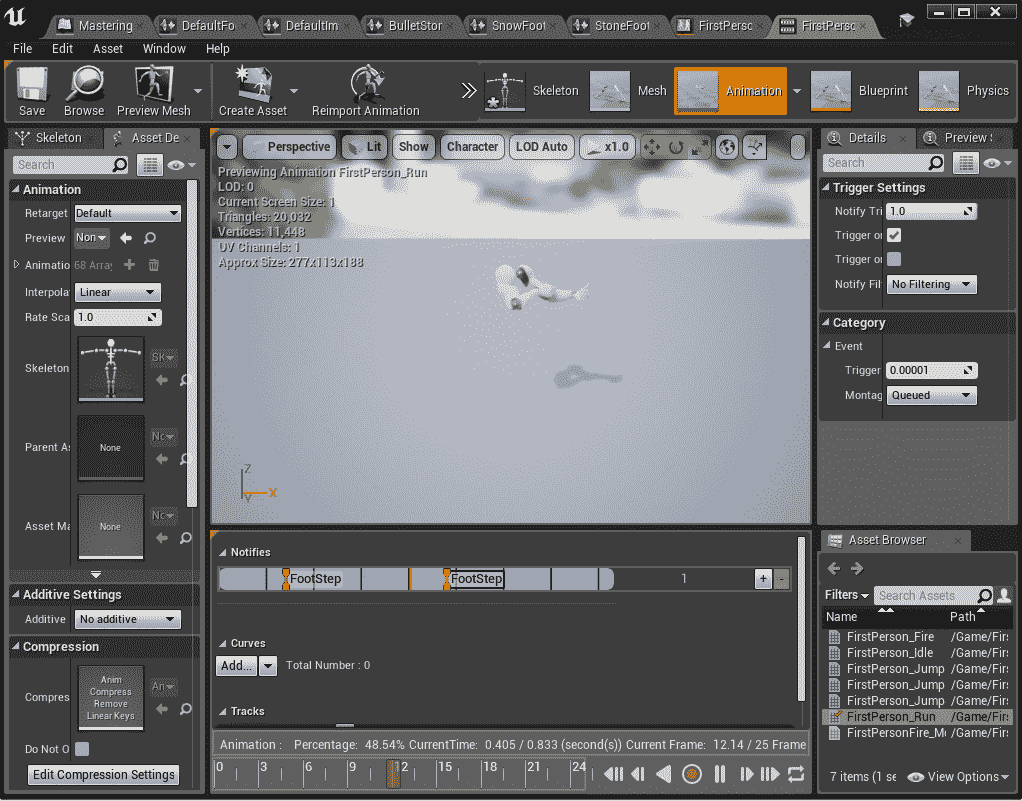 Mastering
DefaultFo
DefaultIm
BulletStor
SnowFoot
StoneFoot
FirstPerso
FirstPerso
File Edit Asset Window Help
Save
Browse
Preview Mesh
Create Asset
Reimport Animation
Skeleton
Mesh
Animation
Blueprint
Physics
Skeleton
Asset De
Search
Animation
Retarget Default
Preview Non
Animatio 68 Array
Interpola Linear
Rate Sca 1.0
Skeleton
SK
Parent As
None
No
Asset Ma
None
No
Additive Settings
Additive No additive
Compression
Compres
Anim
Compress
Remove
Linear Keys
An
Do Not O
Edit Compression Settings
Perspective
Lit
Show
Character
LOD Auto
x1.0
Previewing Animation FirstPerson_Run
LOD: 0
Current Screen Size: 1
Triangles: 20,032
Vertices: 11,448
UV Channels: 1
Approx Size: 277x113x188
Z
Y
X
Notifies
FootStep
FootStep
1
+
-
Curves
Add...
Total Number : 0
Tracks
Animation : Percentage: 48.54% CurrentTime: 0.405 / 0.833 (second(s)) Current Frame: 12.14 / 25 Frame
0 3 6 9 12 15 18 21 24
Details
Preview S
Search
Trigger Settings
Notify Tri 1.0
Trigger or
Trigger or
Notify Filt No Filtering
Category
Event
Trigger 0.00001
Montag Queued
Asset Browser
Filters
Search Assets
Name Path
FirstPerson_Fire /Game/Firs
FirstPerson_Idle /Game/Firs
FirstPerson_Jump /Game/Firs
FirstPerson_Jump /Game/Firs
FirstPerson_Jump /Game/Firs
FirstPerson_Run /Game/Firs
FirstPersonFire_Mo /Game/Firs
7 items (1 se
View Options